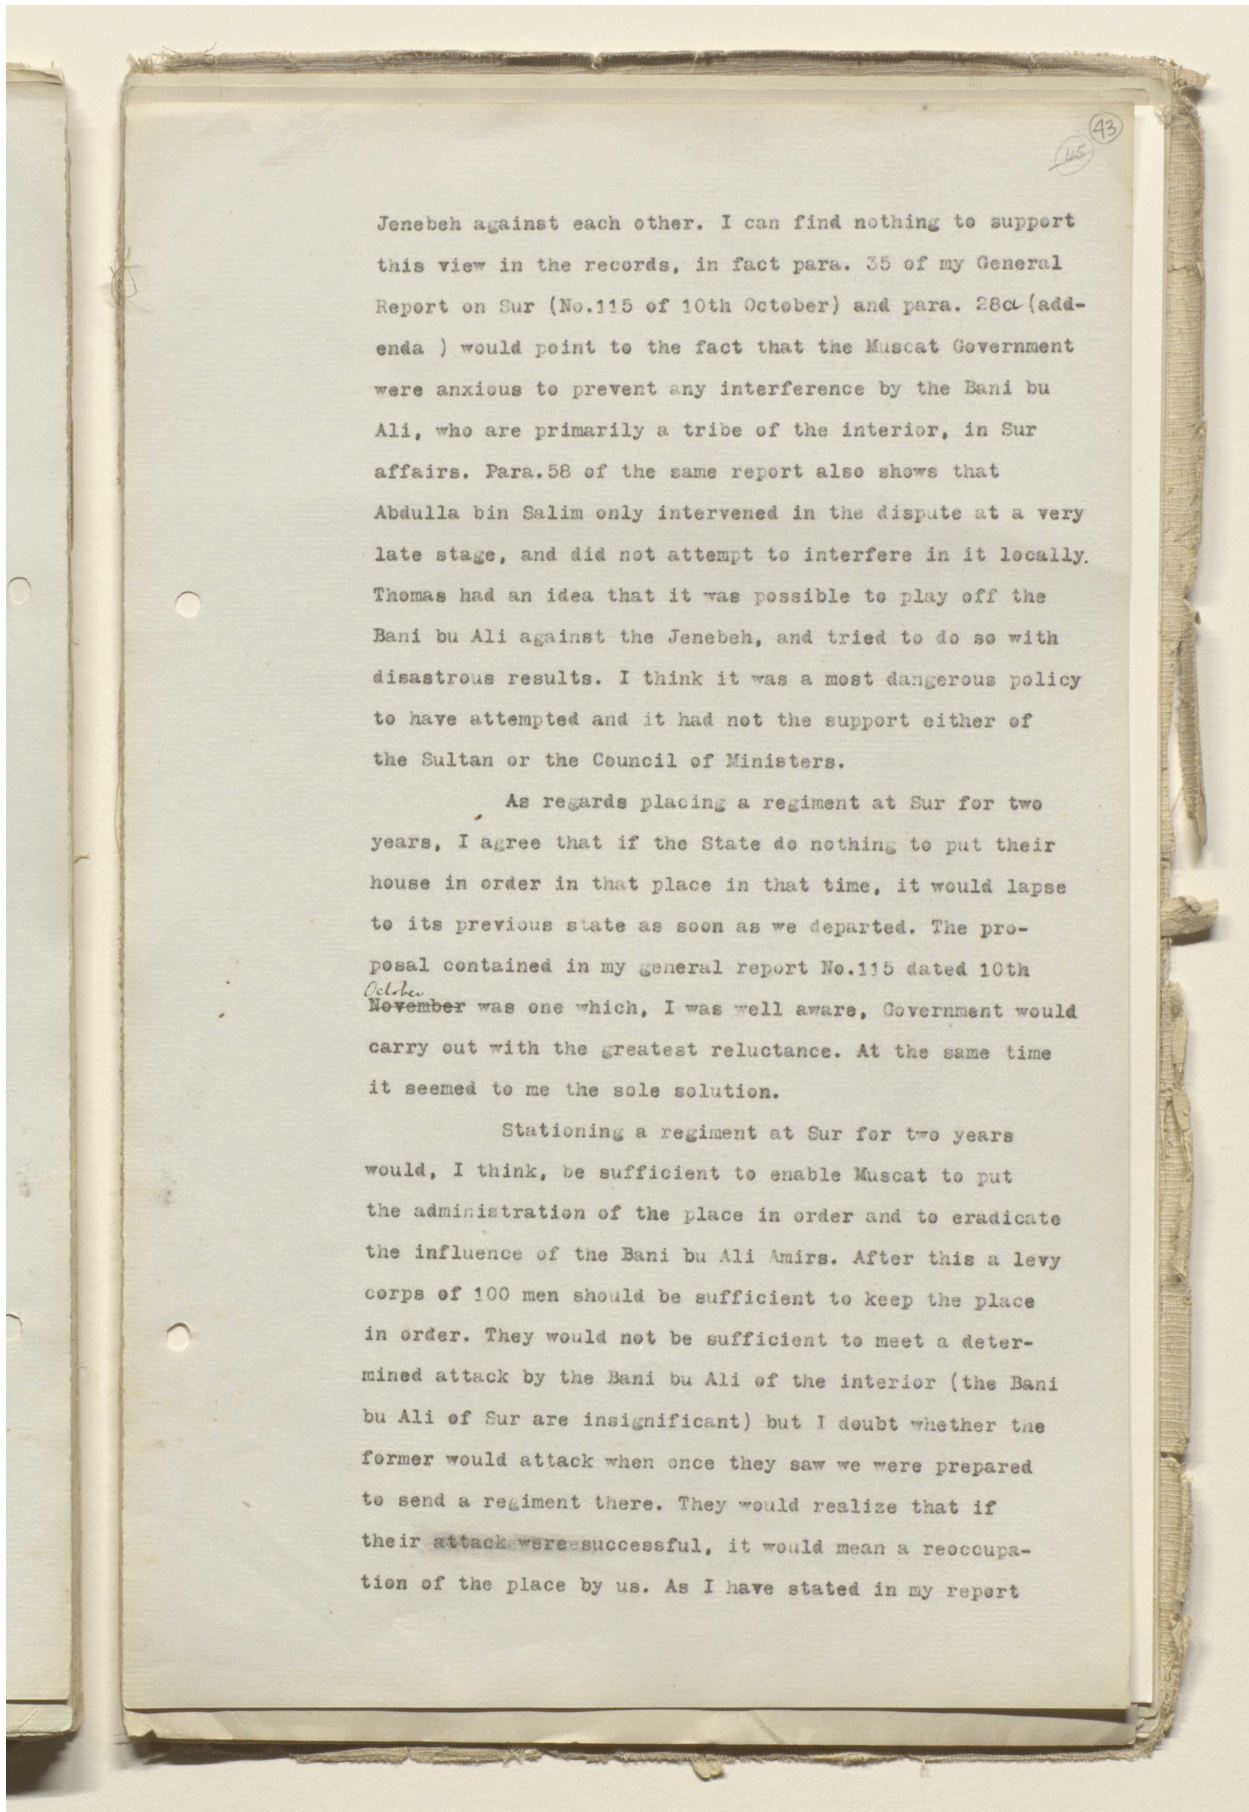 43
45
Jenebeh against each other. I can find nothing to support
this view in the records, in fact para. 35 of my General
Report on Sur (No.115 of 10th October) and para. 28a (add-
enda ) would point to the fact that the Muscat Government
were anxious to prevent any interference by the Bani bu
Ali, who are primarily a tribe of the interior, in Sur
affairs. Para.58 of the same report also shows that
Abdulla bin Salim only intervened in the dispute at a very
late stage, and did not attempt to interfere in it locally.
Thomas had an idea that it was possible to play off the
Bani bu Ali against the Jenebeh, and tried to do so with
disastrous results. I think it was a most dangerous policy
to have attempted and it had not the support either of
the Sultan or the Council of Ministers.
As regards placing a regiment at Sur for two
years, I agree that if the State do nothing to put their
house in order in that place in that time, it would lapse
to its previous state as soon as we departed. The pro-
posal contained in my general report No.115 dated 10th
October
November was one which, I was well aware, Government would
carry out with the greatest reluctance. At the same time
it seemed to me the sole solution.
Stationing a regiment at Sur for two years
would, I think, be sufficient to enable Muscat to put
the administration of the place in order and to eradicate
the influence of the Bani bu Ali Amirs. After this a levy
corps of 100 men should be sufficient to keep the place
in order. They would not be sufficient to meet a deter-
mined attack by the Bani bu Ali of the interior (the Bani
bu Ali of Sur are insignificant) but I doubt whether the
former would attack when once they saw we were prepared
to send a regiment there. They would realize that if
their attack were successful, it would mean a reoccupa-
tion of the place by us. As I have stated in my report